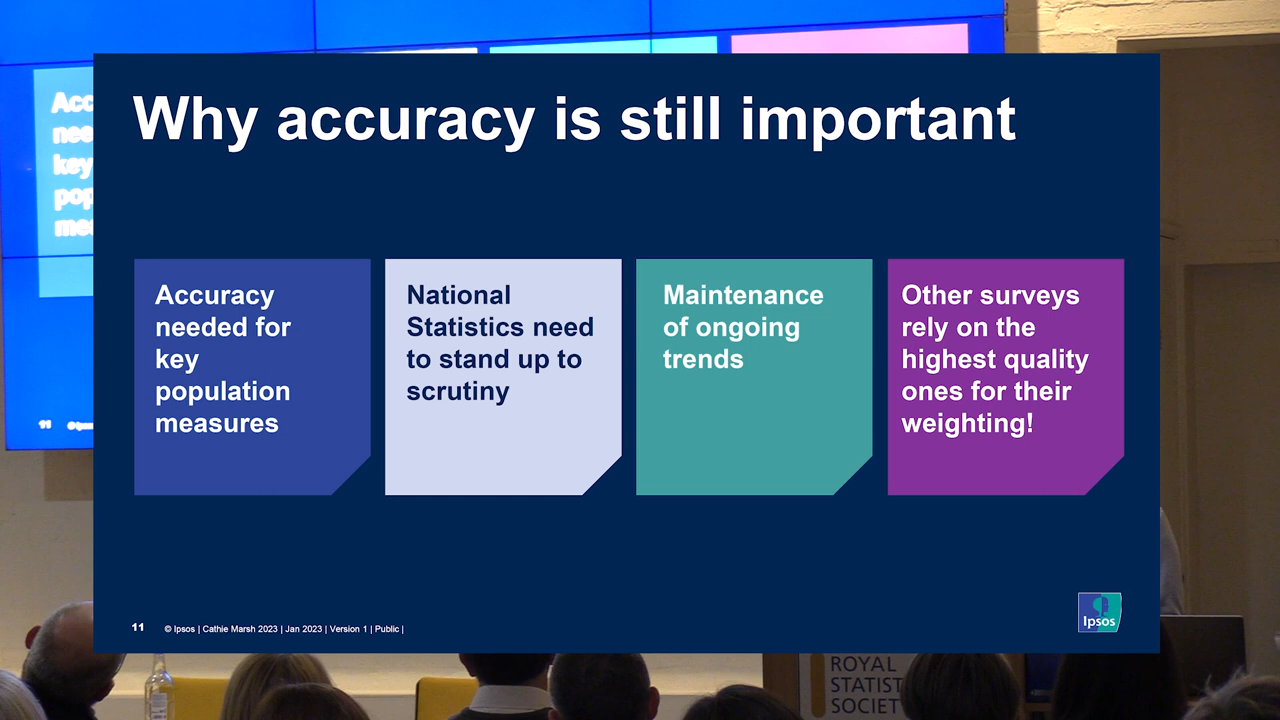 Why accuracy is still important
Accuracy
needed for
key
population
measures
National
Statistics need
to stand up to
scrutiny
Maintenance
of ongoing
trends
Other surveys
rely on the
highest quality
ones for their
weighting!
11 © Ipsos | Cathie Marsh 2023 | Jan 2023 | Version 1 | Public |
Ipsos
11
ROYAL